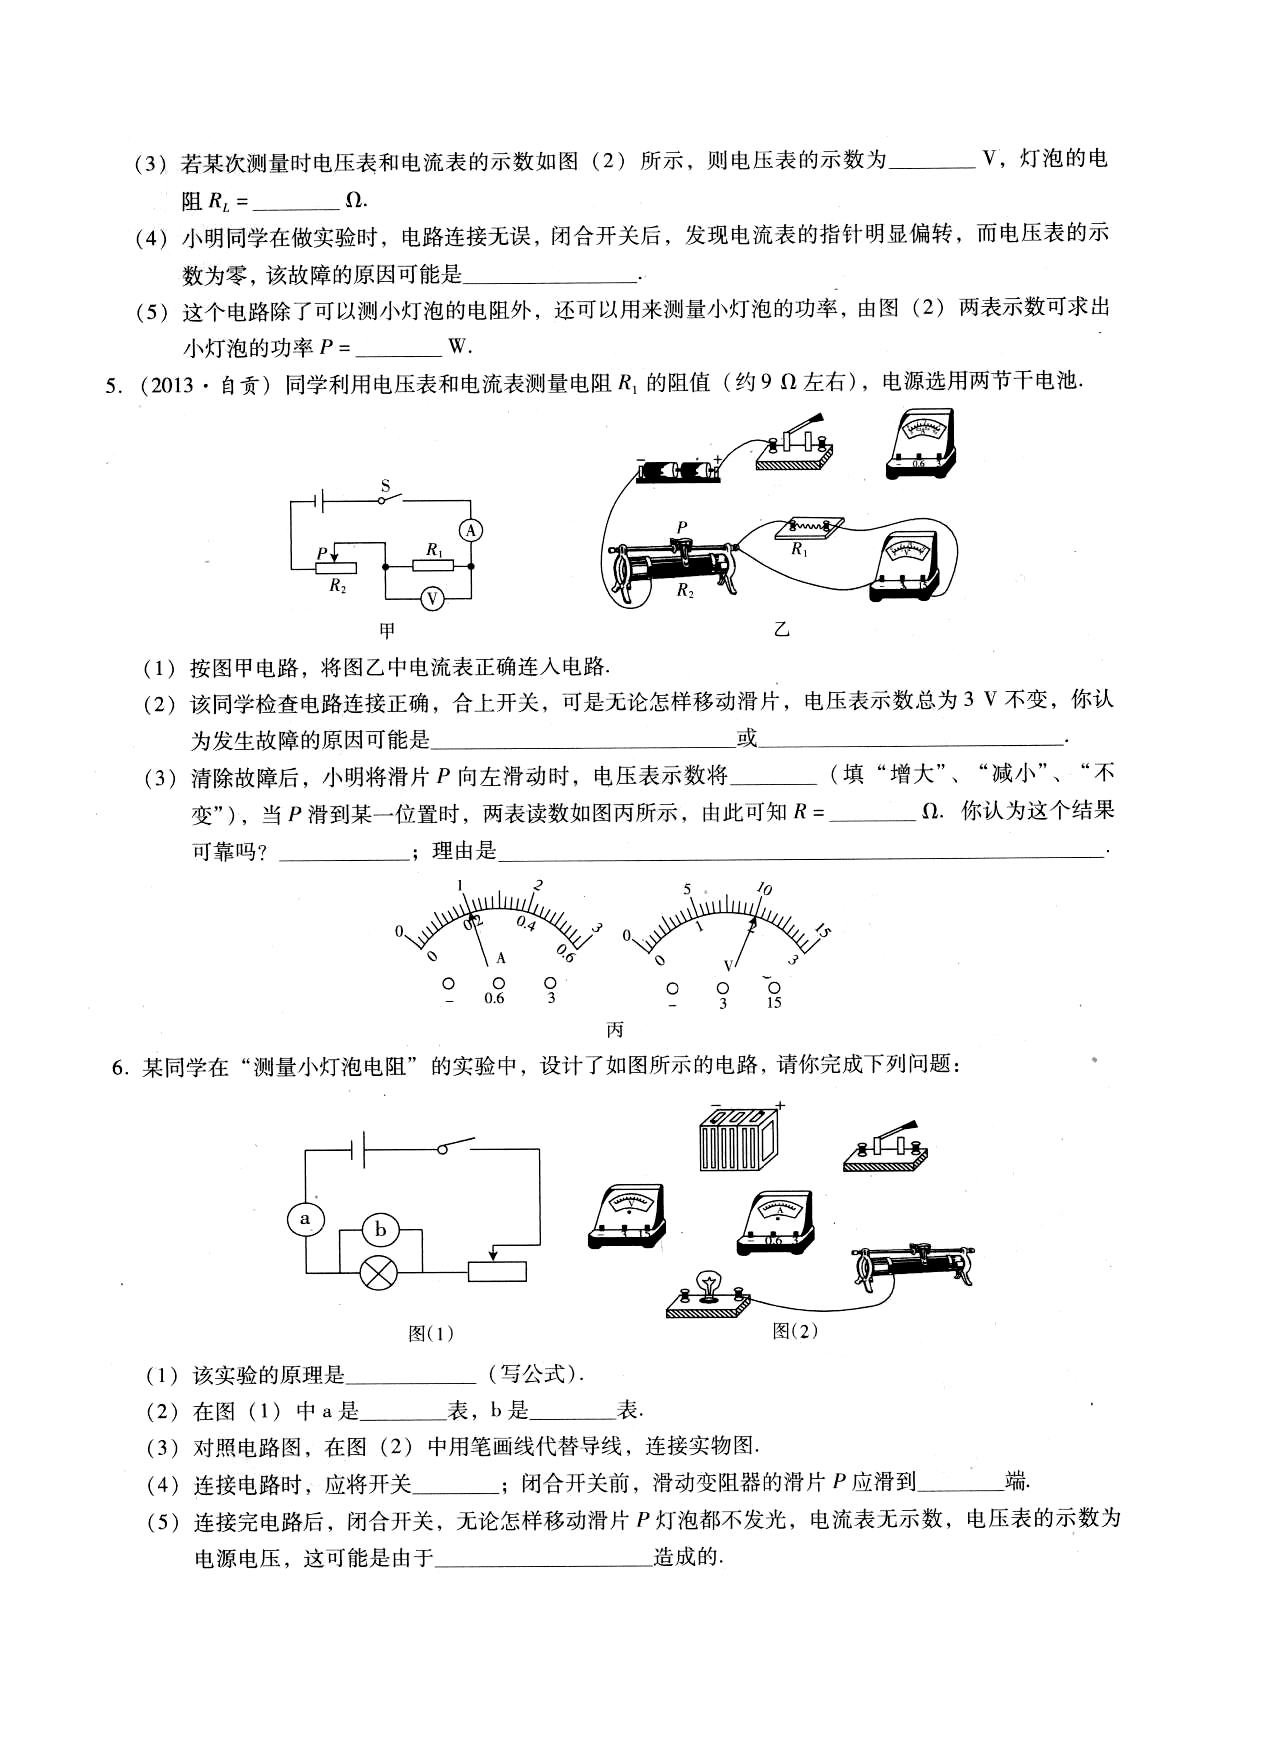 (3) 若某次测量时电压表和电流表的示数如图（2）所示，则电压表的示数为________ V，灯泡的电
阻 R_L = ________ Ω.
(4) 小明同学在做实验时，电路连接无误，闭合开关后，发现电流表的指针明显偏转，而电压表的示
数为零，该故障的原因可能是________________.
(5) 这个电路除了可以测小灯泡的电阻外，还可以用来测量小灯泡的功率，由图（2）两表示数可求出
小灯泡的功率 P = ________ W.
5. （2013·自贡）同学利用电压表和电流表测量电阻 R₁ 的阻值（约 9 Ω 左右），电源选用两节干电池.
S
A
P
R₁
R₂
V
甲
− +
A
− 0.6 3
P
R₁
R₂
V
乙
(1) 按图甲电路，将图乙中电流表正确连入电路.
(2) 该同学检查电路连接正确，合上开关，可是无论怎样移动滑片，电压表示数总为 3 V 不变，你认
为发生故障的原因可能是____________________________或____________________________.
(3) 清除故障后，小明将滑片 P 向左滑动时，电压表示数将________（填“增大”、“减小”、“不
变”），当 P 滑到某一位置时，两表读数如图丙所示，由此可知 R = ________ Ω. 你认为这个结果
可靠吗？____________；理由是________________________________________________________.
0 1 2 3
0 0.2 0.4 0.6
A
− 0.6 3
0 5 10 15
0 1 2 3
V
− 3 15
丙
6. 某同学在“测量小灯泡电阻”的实验中，设计了如图所示的电路，请你完成下列问题：
a
b
图(1)
− +
V
− 3 15
A
− 0.6 3
图(2)
(1) 该实验的原理是____________（写公式）.
(2) 在图（1）中 a 是________表，b 是________表.
(3) 对照电路图，在图（2）中用笔画线代替导线，连接实物图.
(4) 连接电路时，应将开关________；闭合开关前，滑动变阻器的滑片 P 应滑到________端.
(5) 连接完电路后，闭合开关，无论怎样移动滑片 P 灯泡都不发光，电流表无示数，电压表的示数为
电源电压，这可能是由于____________________造成的.